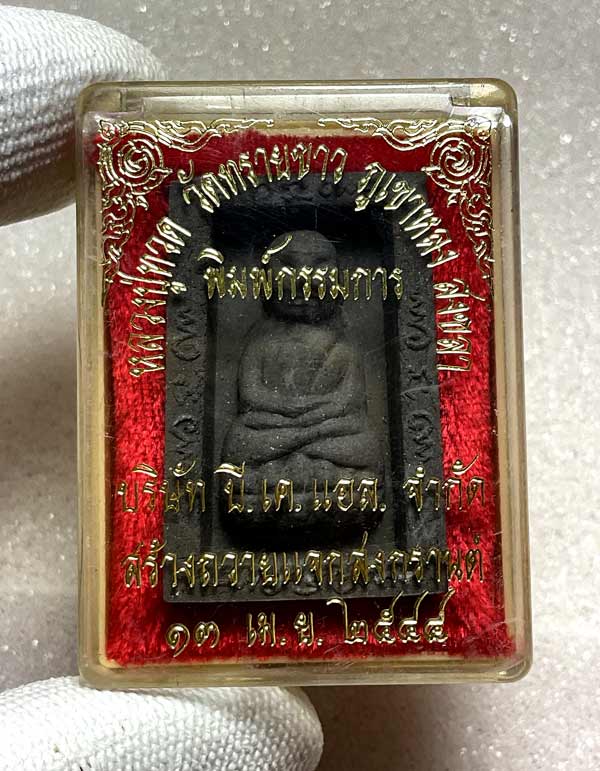 หลวงปู่ทวด วัดทรายขาว ภูเขาทอง สงขลา
พิมพ์กรรมการ
บริษัท บี.เค.แอล. จำกัด
สร้างถวายแจกสงกรานต์
๑๓ เม.ย. ๒๕๔๔